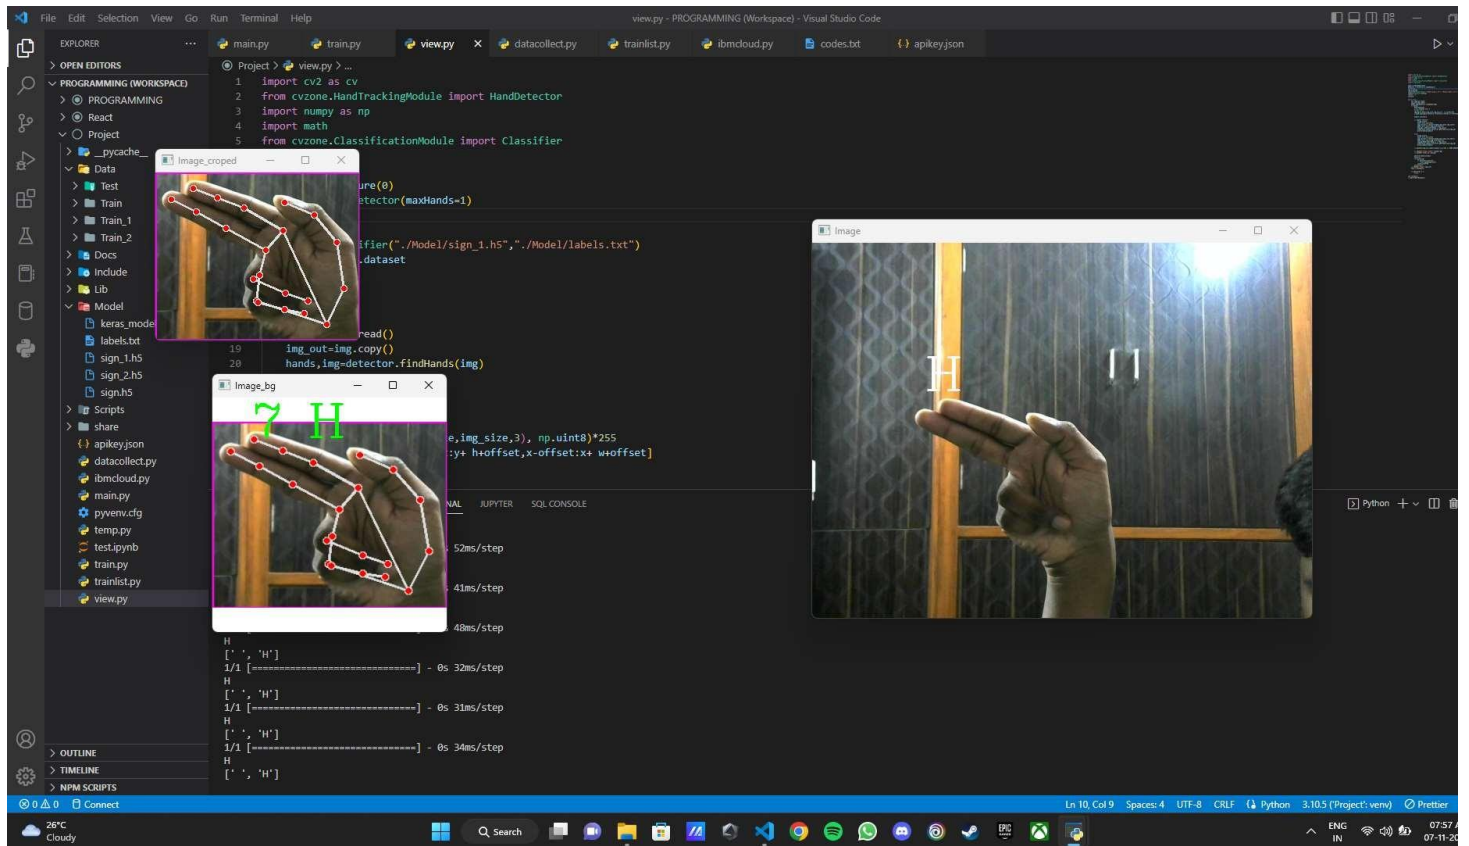 File Edit Selection View Go Run Terminal Help
view.py - PROGRAMMING (Workspace) - Visual Studio Code
EXPLORER
main.py train.py view.py datacollect.py trainlist.py ibmcloud.py codes.txt apikey.json
OPEN EDITORS
Project > view.py > ...
PROGRAMMING (WORKSPACE)
PROGRAMMING
React
Project
__pycache__
Data
Test
Train
Train_1
Train_2
Docs
Include
Lib
Model
keras_mode
labels.txt
sign_1.h5
sign_2.h5
sign.h5
Scripts
share
apikey.json
datacollect.py
ibmcloud.py
main.py
pyvenv.cfg
temp.py
test.ipynb
train.py
trainlist.py
view.py
OUTLINE
TIMELINE
NPM SCRIPTS
1 import cv2 as cv
2 from cvzone.HandTrackingModule import HandDetector
3 import numpy as np
4 import math
5 from cvzone.ClassificationModule import Classifier
ure(0)
etector(maxHands=1)
ifier("./Model/sign_1.h5","./Model/labels.txt")
.dataset
read()
19 img_out=img.copy()
20 hands,img=detector.findHands(img)
e,img_size,3), np.uint8)*255
:y+ h+offset,x-offset:x+ w+offset]
Image_croped
Image_bg
7 H
Image
H
NAL JUPYTER SQL CONSOLE
Python
52ms/step
41ms/step
48ms/step
H
[' ', 'H']
1/1 [==============================] - 0s 32ms/step
H
[' ', 'H']
1/1 [==============================] - 0s 31ms/step
H
[' ', 'H']
1/1 [==============================] - 0s 34ms/step
H
[' ', 'H']
0 0 Connect
Ln 10, Col 9 Spaces: 4 UTF-8 CRLF Python 3.10.5 ('Project': venv) Prettier
26°C
Cloudy
Search
EPIC
ENG
IN
07:57 A
07-11-20